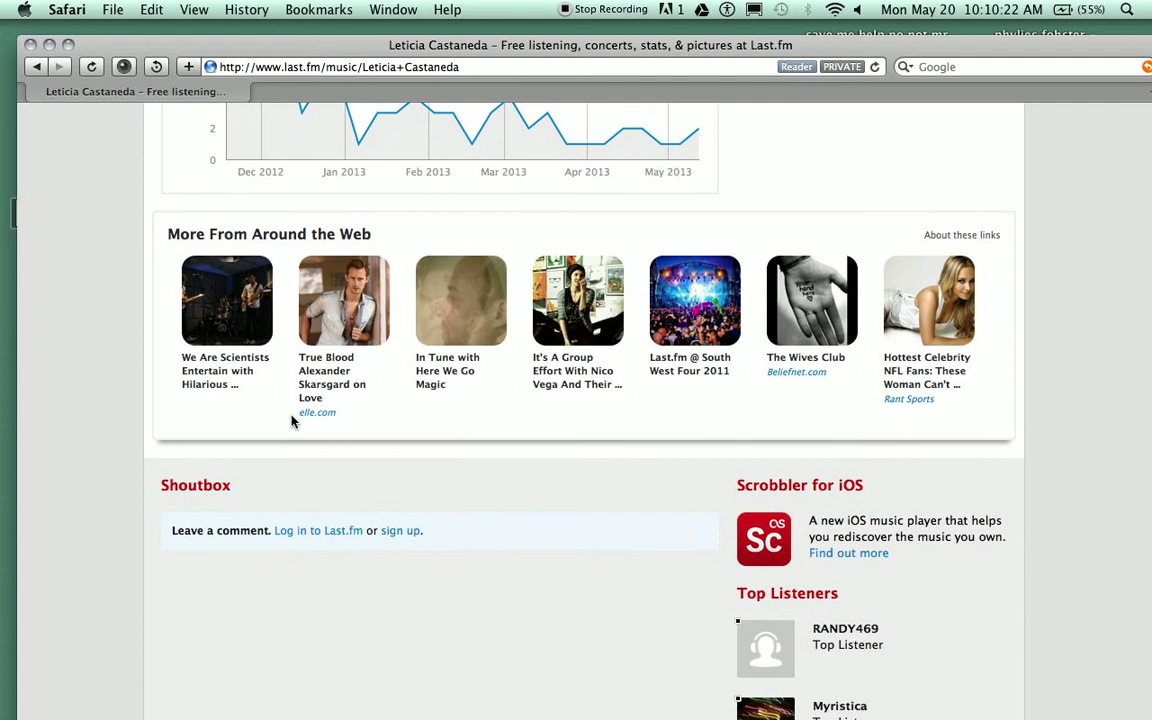 Safari File Edit View History Bookmarks Window Help Stop Recording 1 Mon May 20 10:10:22 AM (55%)
Leticia Castaneda – Free listening, concerts, stats, & pictures at Last.fm
http://www.last.fm/music/Leticia+Castaneda Reader PRIVATE Google
Leticia Castaneda – Free listening...
2
0
Dec 2012 Jan 2013 Feb 2013 Mar 2013 Apr 2013 May 2013
More From Around the Web
About these links
We Are Scientists
Entertain with
Hilarious ...
True Blood
Alexander
Skarsgard on
Love
elle.com
In Tune with
Here We Go
Magic
It's A Group
Effort With Nico
Vega And Their ...
Last.fm @ South
West Four 2011
The Wives Club
Beliefnet.com
Hottest Celebrity
NFL Fans: These
Woman Can't ...
Rant Sports
Shoutbox
Leave a comment. Log in to Last.fm or sign up.
Scrobbler for iOS
Sc
A new iOS music player that helps
you rediscover the music you own.
Find out more
Top Listeners
RANDY469
Top Listener
Myristica